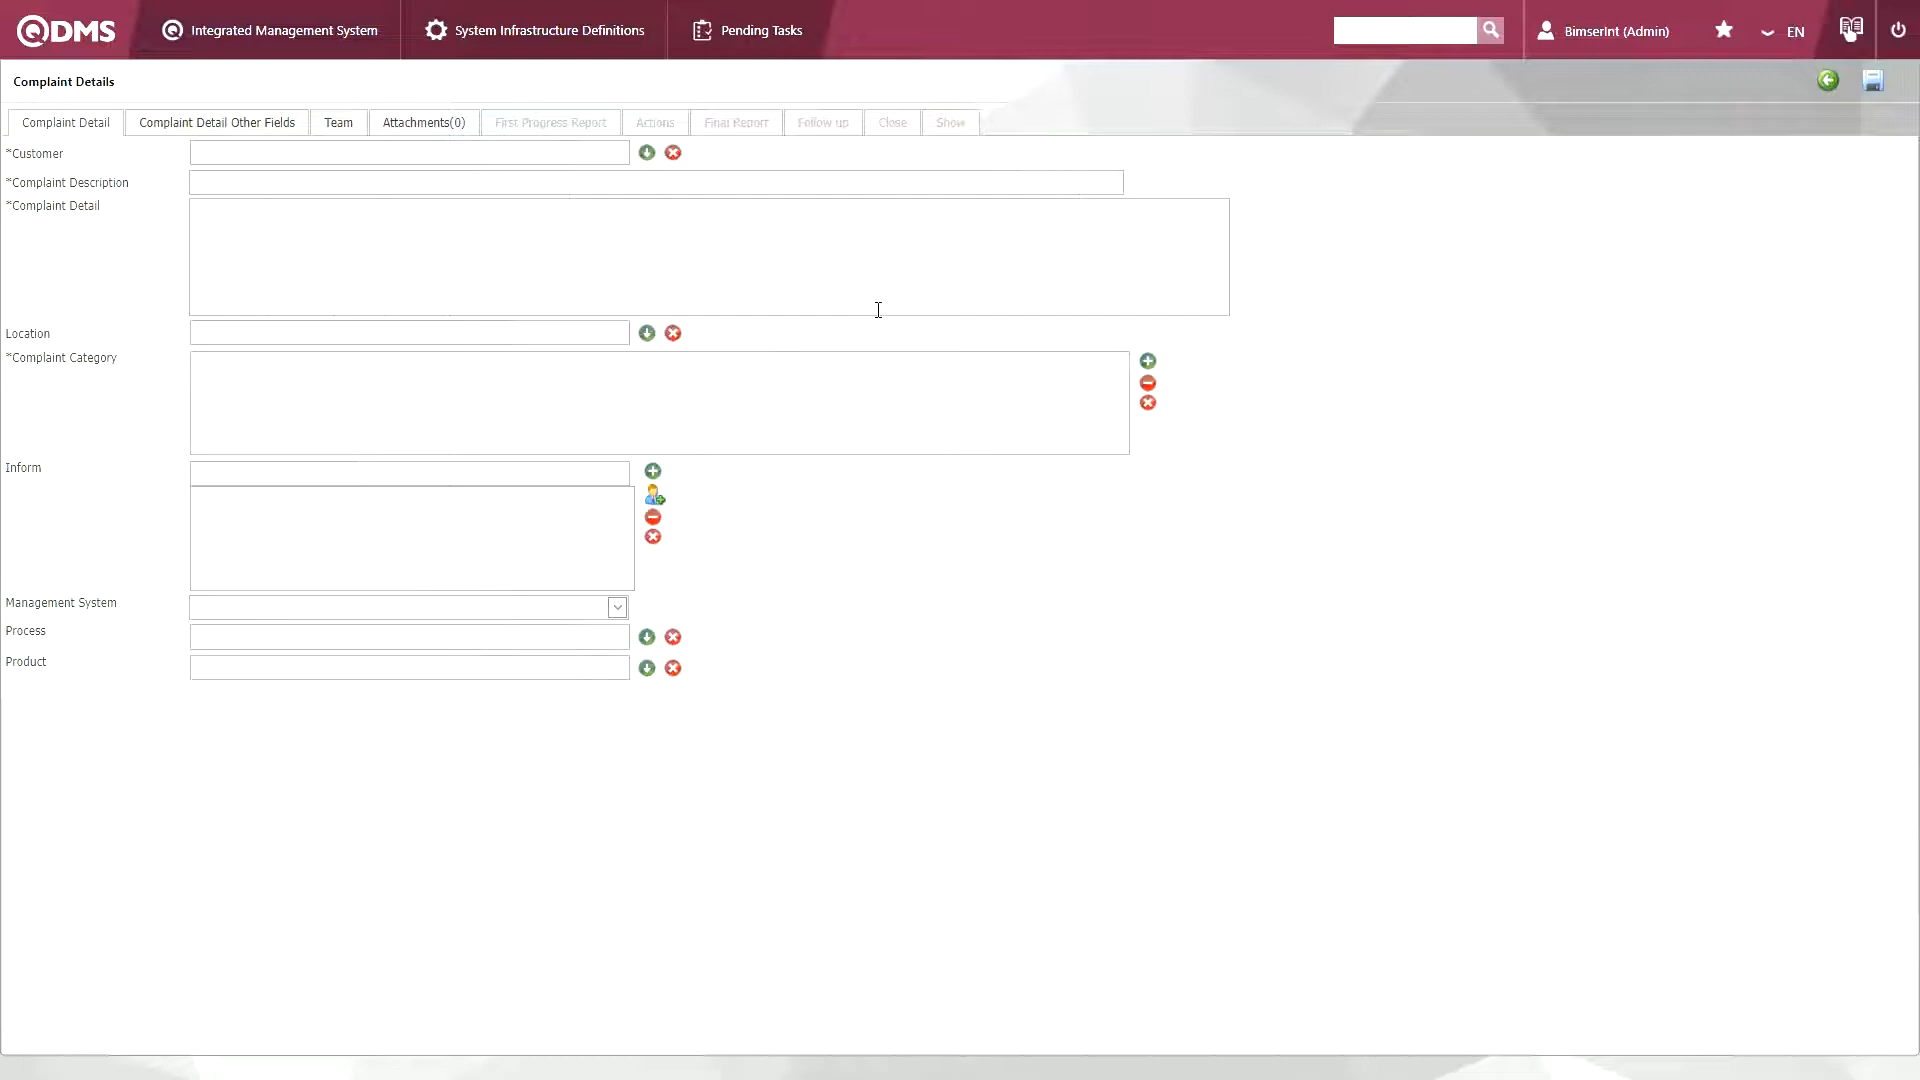 QDMS
Integrated Management System
System Infrastructure Definitions
Pending Tasks
BimserInt (Admin)
EN
Complaint Details
Complaint Detail
Complaint Detail Other Fields
Team
Attachments(0)
First Progress Report
Actions
Final Report
Follow up
Close
Show
*Customer
*Complaint Description
*Complaint Detail
Location
*Complaint Category
Inform
Management System
Process
Product